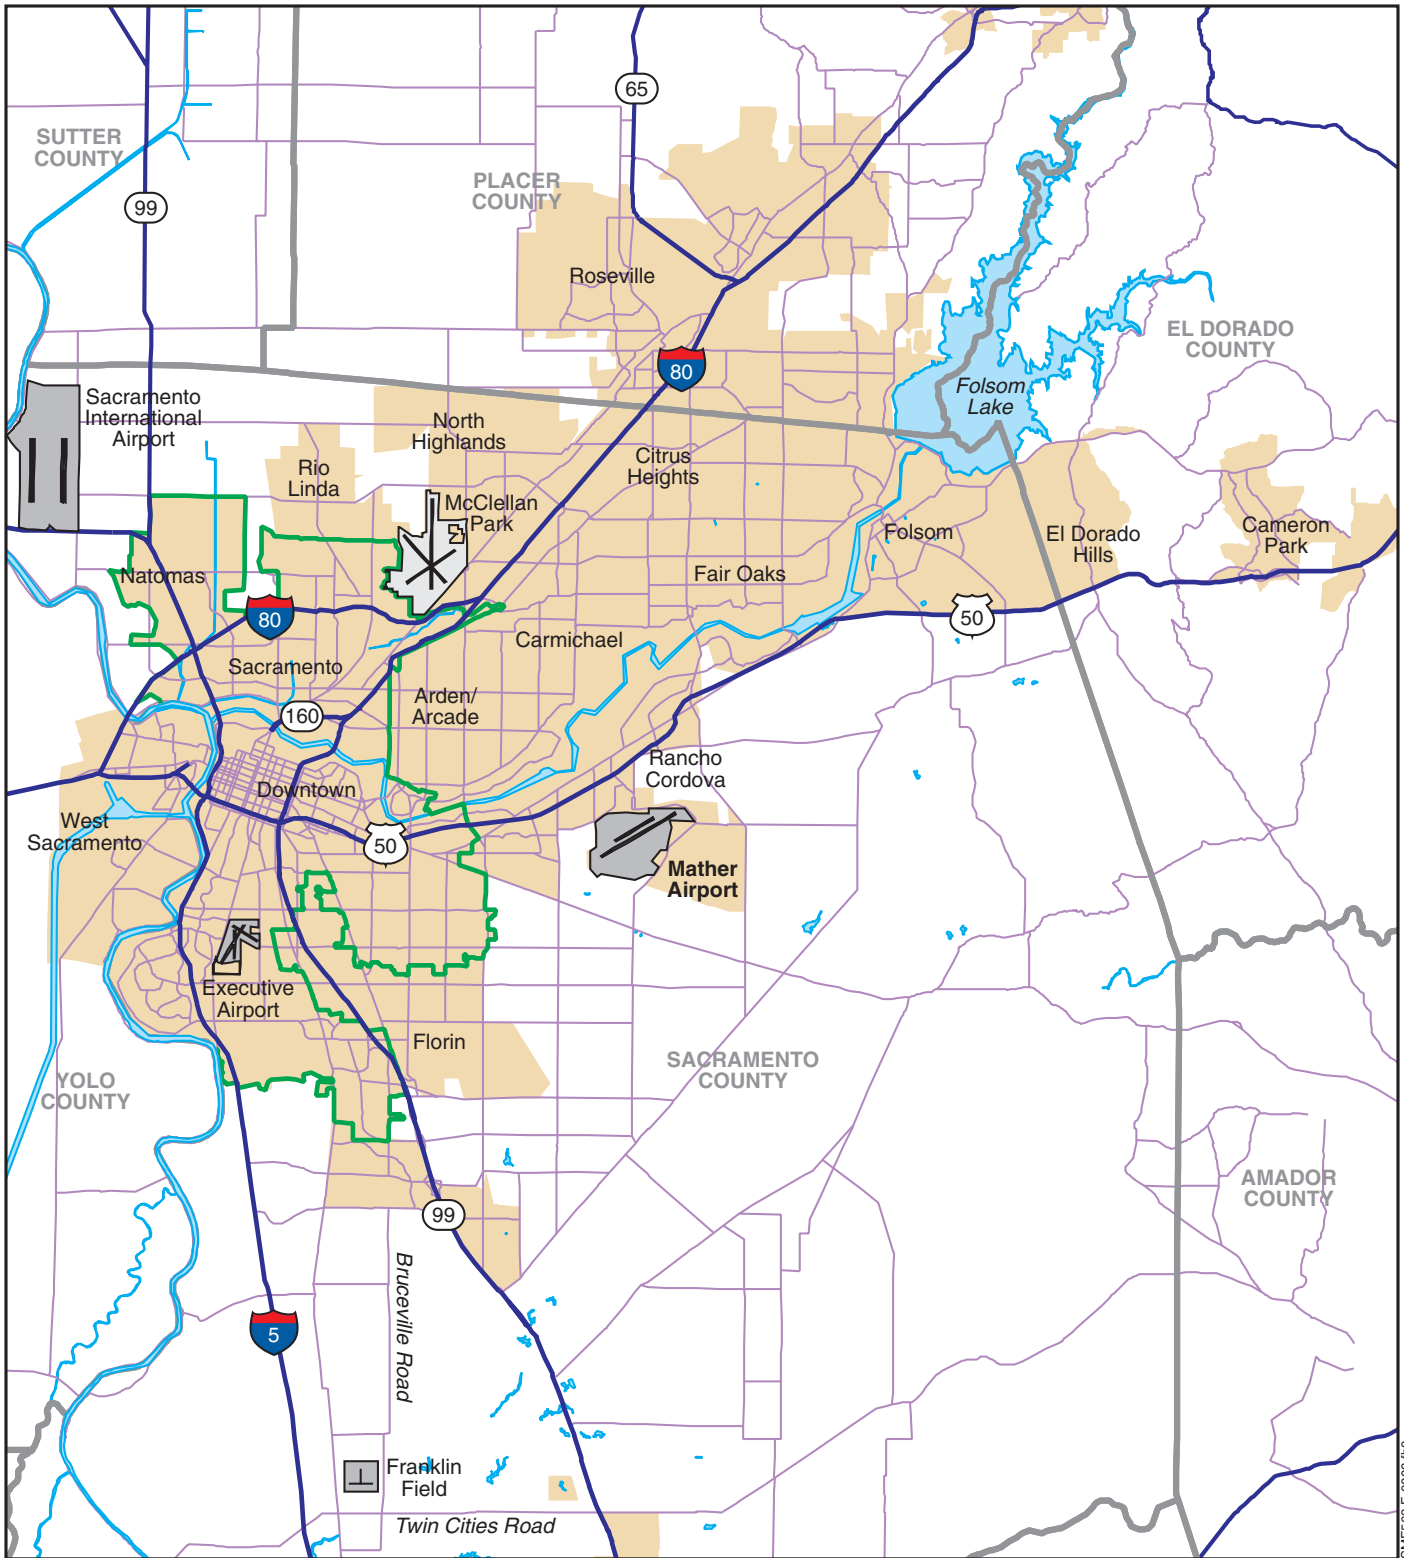 65
SUTTER
COUNTY
PLACER
COUNTY
99
Roseville
EL DORADO
COUNTY
80
Folsom
Lake
Sacramento
International
Airport
North
Highlands
Rio
Linda
Citrus
Heights
McClellan
Park
Folsom
El Dorado
Hills
Cameron
Park
Natomas
Fair Oaks
80
50
Carmichael
Sacramento
Arden/
Arcade
160
Rancho
Cordova
Downtown
West
Sacramento
50
Mather
Airport
Executive
Airport
Florin
SACRAMENTO
COUNTY
YOLO
COUNTY
AMADOR
COUNTY
99
Bruceville Road
5
Franklin
Field
Twin Cities Road